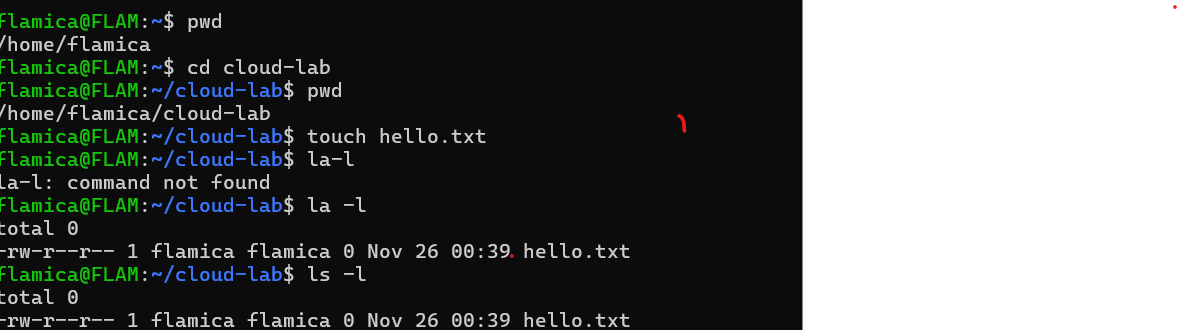 flamica@FLAM:~$ pwd
/home/flamica
flamica@FLAM:~$ cd cloud-lab
flamica@FLAM:~/cloud-lab$ pwd
/home/flamica/cloud-lab
flamica@FLAM:~/cloud-lab$ touch hello.txt
flamica@FLAM:~/cloud-lab$ la-l
la-l: command not found
flamica@FLAM:~/cloud-lab$ la -l
total 0
-rw-r--r-- 1 flamica flamica 0 Nov 26 00:39 hello.txt
flamica@FLAM:~/cloud-lab$ ls -l
total 0
-rw-r--r-- 1 flamica flamica 0 Nov 26 00:39 hello.txt